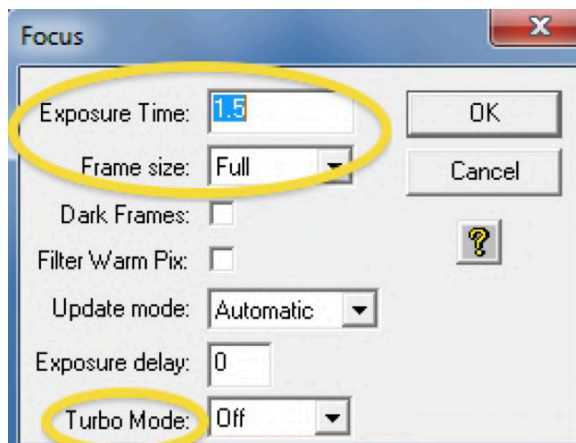 Focus
X
Exposure Time: 1.5 OK
Frame size: Full Cancel
Dark Frames:
Filter Warm Pix: ?
Update mode: Automatic
Exposure delay: 0
Turbo Mode: Off